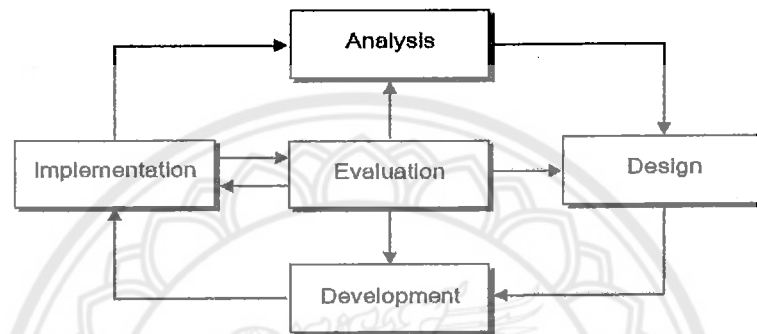 Analysis
Implementation
Evaluation
Design
Development